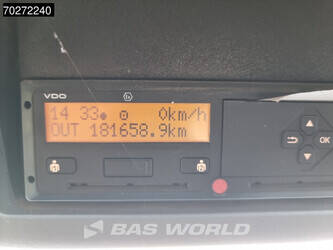 70272240
VDO
14 33 0km/h
OUT 181658.9km
OK
BAS WORLD